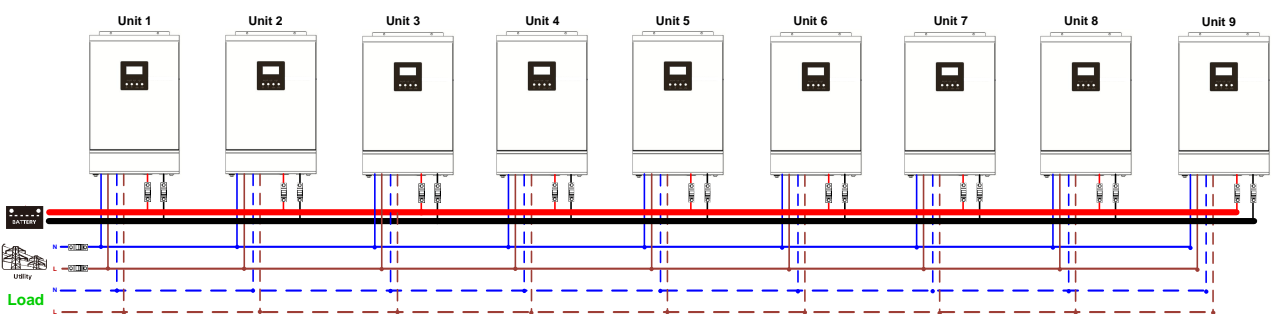 Unit 1 Unit 2 Unit 3 Unit 4 Unit 5 Unit 6 Unit 7 Unit 8 Unit 9
BATTERY
N
L
Utility
N
Load
L